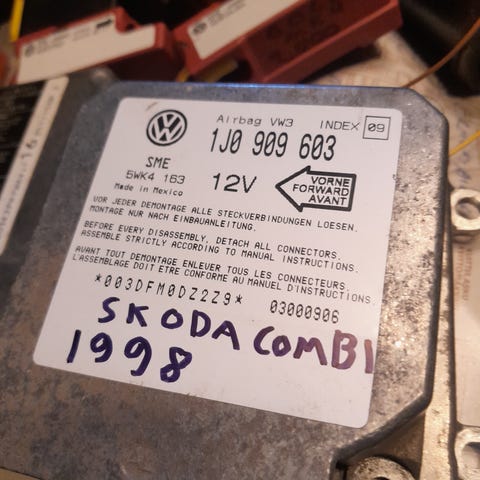 Airbag VW3 INDEX 09
1J0 909 603
SME
5WK4 163
Made in Mexico
12V
VORNE
FORWARD
AVANT
VOR JEDER DEMONTAGE ALLE STECKVERBINDUNGEN LOESEN.
MONTAGE NUR NACH EINBAUANLEITUNG.
BEFORE EVERY DISASSEMBLY, DETACH ALL CONNECTORS.
ASSEMBLE STRICTLY ACCORDING TO MANUAL INSTRUCTIONS.
AVANT TOUT DEMONTAGE ENLEVER TOUS LES CONNECTEURS.
L'ASSEMBLAGE DOIT ÊTRE CONFORME AU MANUEL D'INSTRUCTIONS.
*003DFM0DZ2Z9* 03000906
SKODA COMBI
1998